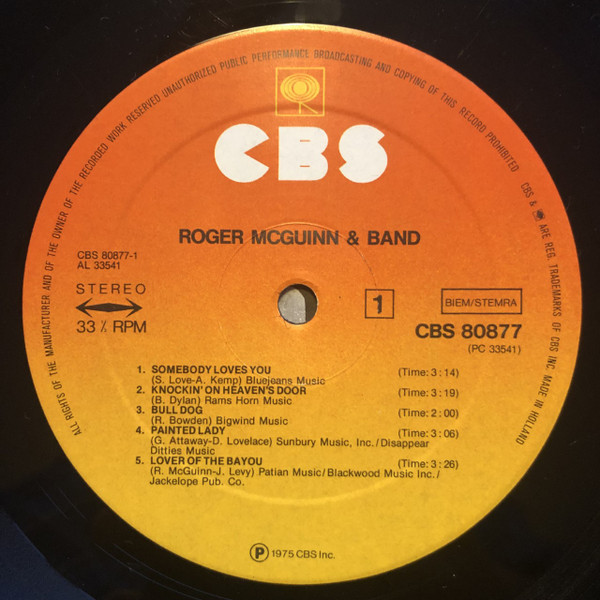 ALL RIGHTS OF THE MANUFACTURER AND OF THE OWNER OF THE RECORDED WORK RESERVED UNAUTHORIZED PUBLIC PERFORMANCE BROADCASTING AND COPYING OF THIS RECORD PROHIBITED
CBS & ARE REG. TRADEMARKS OF CBS INC. MADE IN HOLLAND
CBS
ROGER MCGUINN & BAND
CBS 80877-1
AL 33541
STEREO
33⅓ RPM
1
BIEM/STEMRA
CBS 80877
(PC 33541)
1. SOMEBODY LOVES YOU (Time: 3:14)
(S. Love-A. Kemp) Bluejeans Music
2. KNOCKIN' ON HEAVEN'S DOOR (Time: 3:19)
(B. Dylan) Rams Horn Music
3. BULL DOG (Time: 2:00)
(R. Bowden) Bigwind Music
4. PAINTED LADY (Time: 3:06)
(G. Attaway-D. Lovelace) Sunbury Music, Inc./Disappear
Ditties Music
5. LOVER OF THE BAYOU (Time: 3:26)
(R. McGuinn-J. Levy) Patian Music/Blackwood Music Inc./
Jackelope Pub. Co.
℗ 1975 CBS Inc.